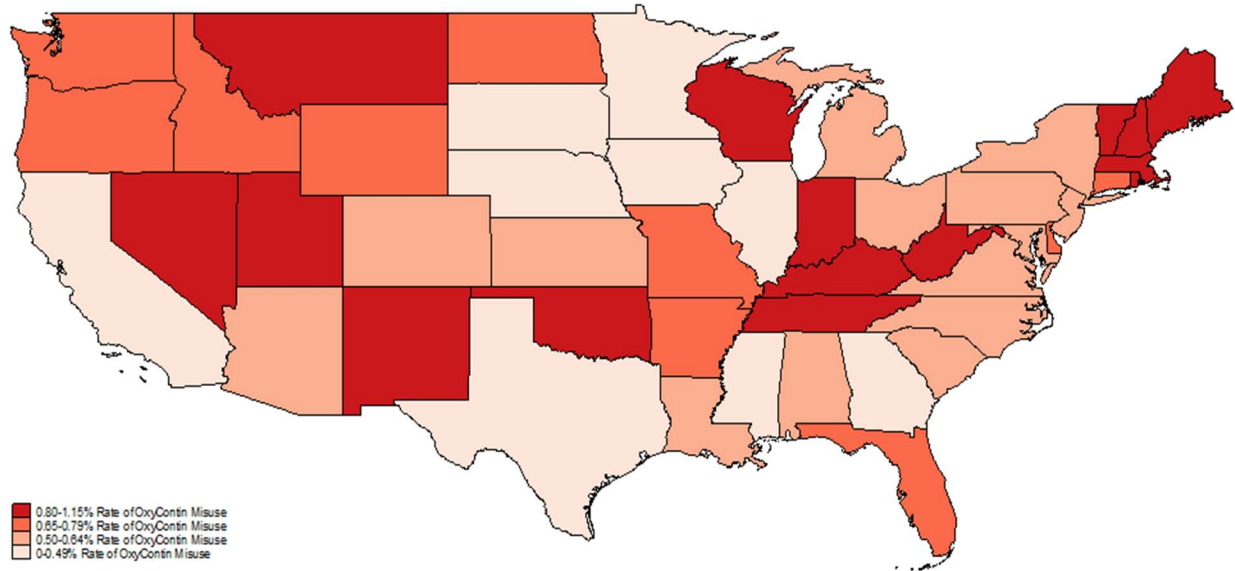 0.80-1.15% Rate of OxyContin Misuse
0.65-0.79% Rate of OxyContin Misuse
0.50-0.64% Rate of OxyContin Misuse
0-0.49% Rate of OxyContin Misuse